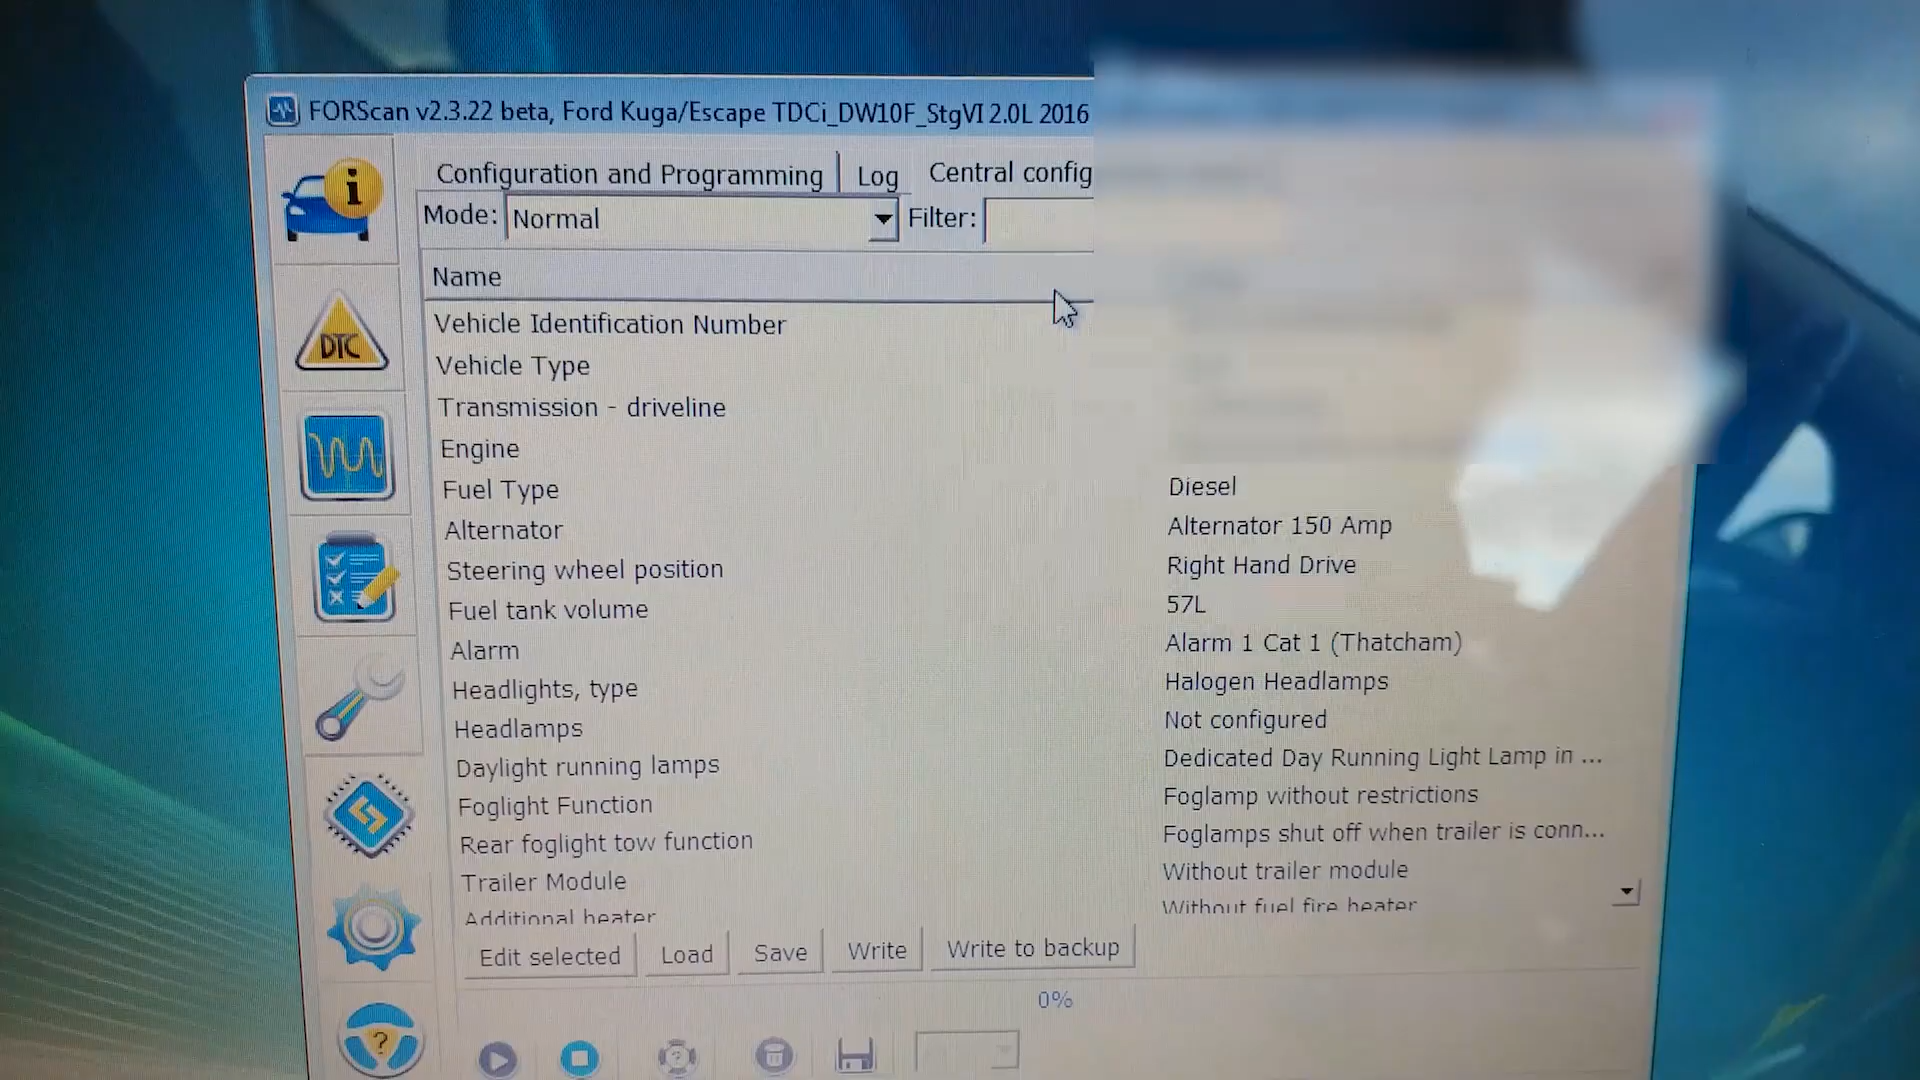 FORScan v2.3.22 beta, Ford Kuga/Escape TDCi_DW10F_StgVI 2.0L 2016
Configuration and Programming Log Central config
Mode: Normal Filter:
Name
Vehicle Identification Number
Vehicle Type
Transmission - driveline
Engine
Fuel Type Diesel
Alternator Alternator 150 Amp
Steering wheel position Right Hand Drive
Fuel tank volume 57L
Alarm Alarm 1 Cat 1 (Thatcham)
Headlights, type Halogen Headlamps
Headlamps Not configured
Daylight running lamps Dedicated Day Running Light Lamp in ...
Foglight Function Foglamp without restrictions
Rear foglight tow function Foglamps shut off when trailer is conn...
Trailer Module Without trailer module
Additional heater Without fuel fire heater
Edit selected Load Save Write Write to backup
0%
i
DTC
?